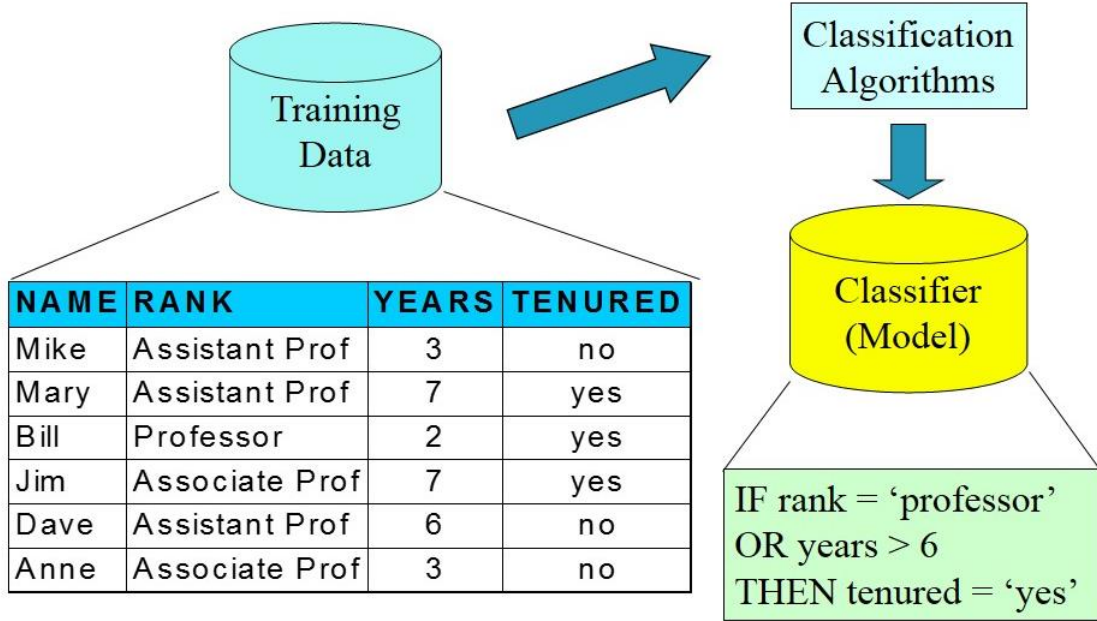 Training
Data
Classification
Algorithms
Classifier
(Model)
NAME RANK YEARS TENURED
Mike Assistant Prof 3 no
Mary Assistant Prof 7 yes
Bill Professor 2 yes
Jim Associate Prof 7 yes
Dave Assistant Prof 6 no
Anne Associate Prof 3 no
IF rank = ‘professor’
OR years > 6
THEN tenured = ‘yes’